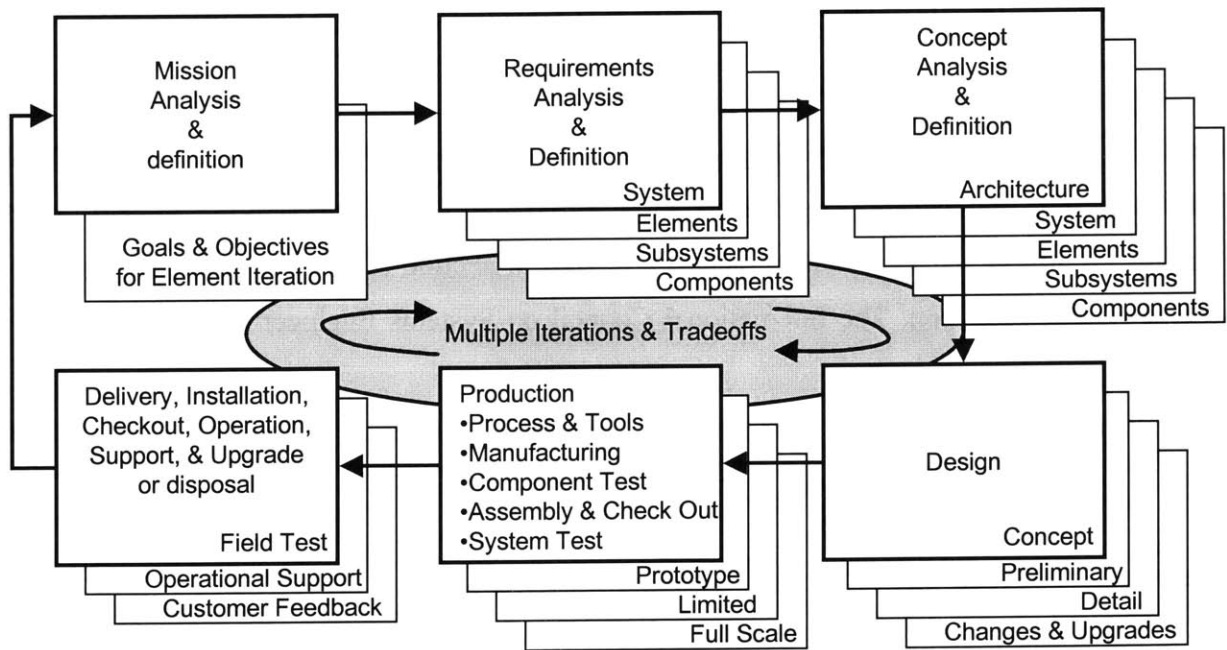 Mission
Analysis
&
definition
Goals & Objectives
for Element Iteration
Requirements
Analysis
&
Definition
System
Elements
Subsystems
Components
Concept
Analysis
&
Definition
Architecture
System
Elements
Subsystems
Components
Multiple Iterations & Tradeoffs
Delivery, Installation,
Checkout, Operation,
Support, & Upgrade
or disposal
Field Test
Operational Support
Customer Feedback
Production
•Process & Tools
•Manufacturing
•Component Test
•Assembly & Check Out
•System Test
Prototype
Limited
Full Scale
Design
Concept
Preliminary
Detail
Changes & Upgrades